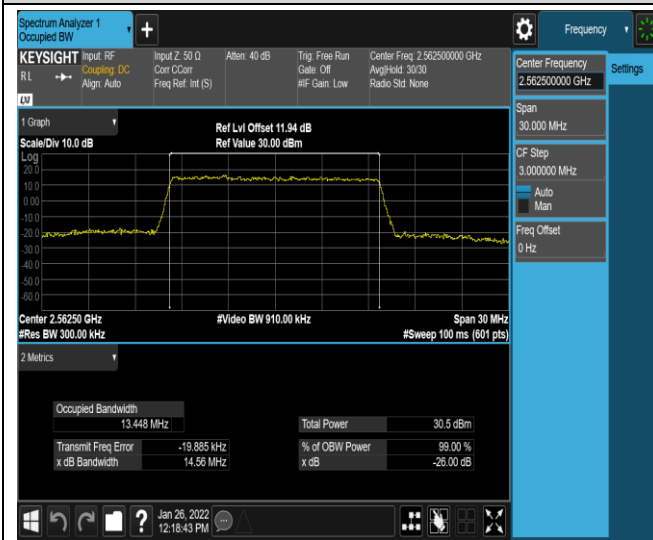 Spectrum Analyzer 1
Occupied BW
KEYSIGHT
RL
LXI
Input: RF
Coupling: DC
Align: Auto
Input Z: 50 Ω
Corr CCorr
Freq Ref: Int (S)
Atten: 40 dB
Trig: Free Run
Gate: Off
#IF Gain: Low
Center Freq: 2.562500000 GHz
Avg|Hold: 30/30
Radio Std: None
1 Graph
Scale/Div 10.0 dB
Ref Lvl Offset 11.94 dB
Ref Value 30.00 dBm
Log
20.0
10.0
0.00
-10.0
-20.0
-30.0
-40.0
-50.0
-60.0
Center 2.56250 GHz
#Video BW 910.00 kHz
Span 30 MHz
#Res BW 300.00 kHz
#Sweep 100 ms (601 pts)
2 Metrics
Occupied Bandwidth
13.448 MHz
Total Power 30.5 dBm
Transmit Freq Error -19.885 kHz
% of OBW Power 99.00 %
x dB Bandwidth 14.56 MHz
x dB -26.00 dB
?
Jan 26, 2022
12:18:43 PM
Frequency
Settings
Center Frequency
2.562500000 GHz
Span
30.000 MHz
CF Step
3.000000 MHz
Auto
Man
Freq Offset
0 Hz